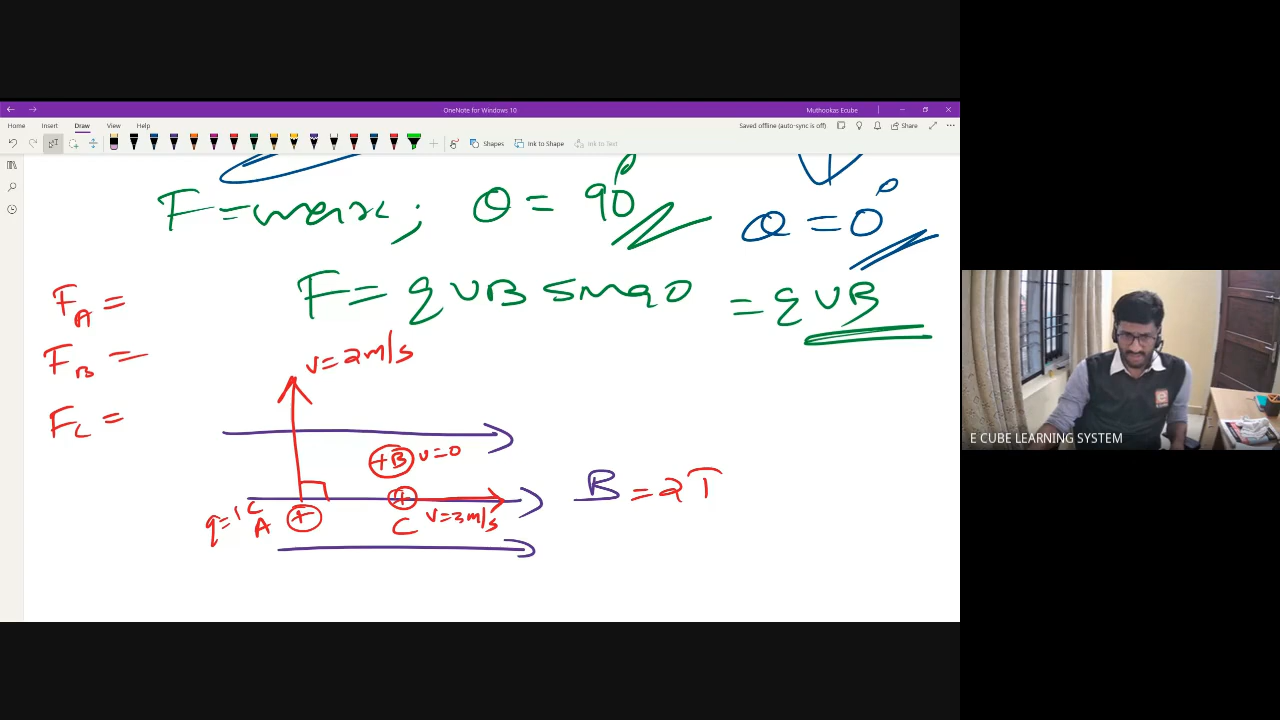 OneNote for Windows 10
Muthookas Ecube
Home Insert Draw View Help
Saved offline (auto-sync is off) Share
Shapes Ink to Shape Ink to Text
F = max ; θ = 90° θ = 0°
F = qvB sin90 = qvB
F_A =
F_B =
F_C =
v = 2m/s
+B v=0
B = 2T
q=1C A + + C v=3m/s
E CUBE LEARNING SYSTEM